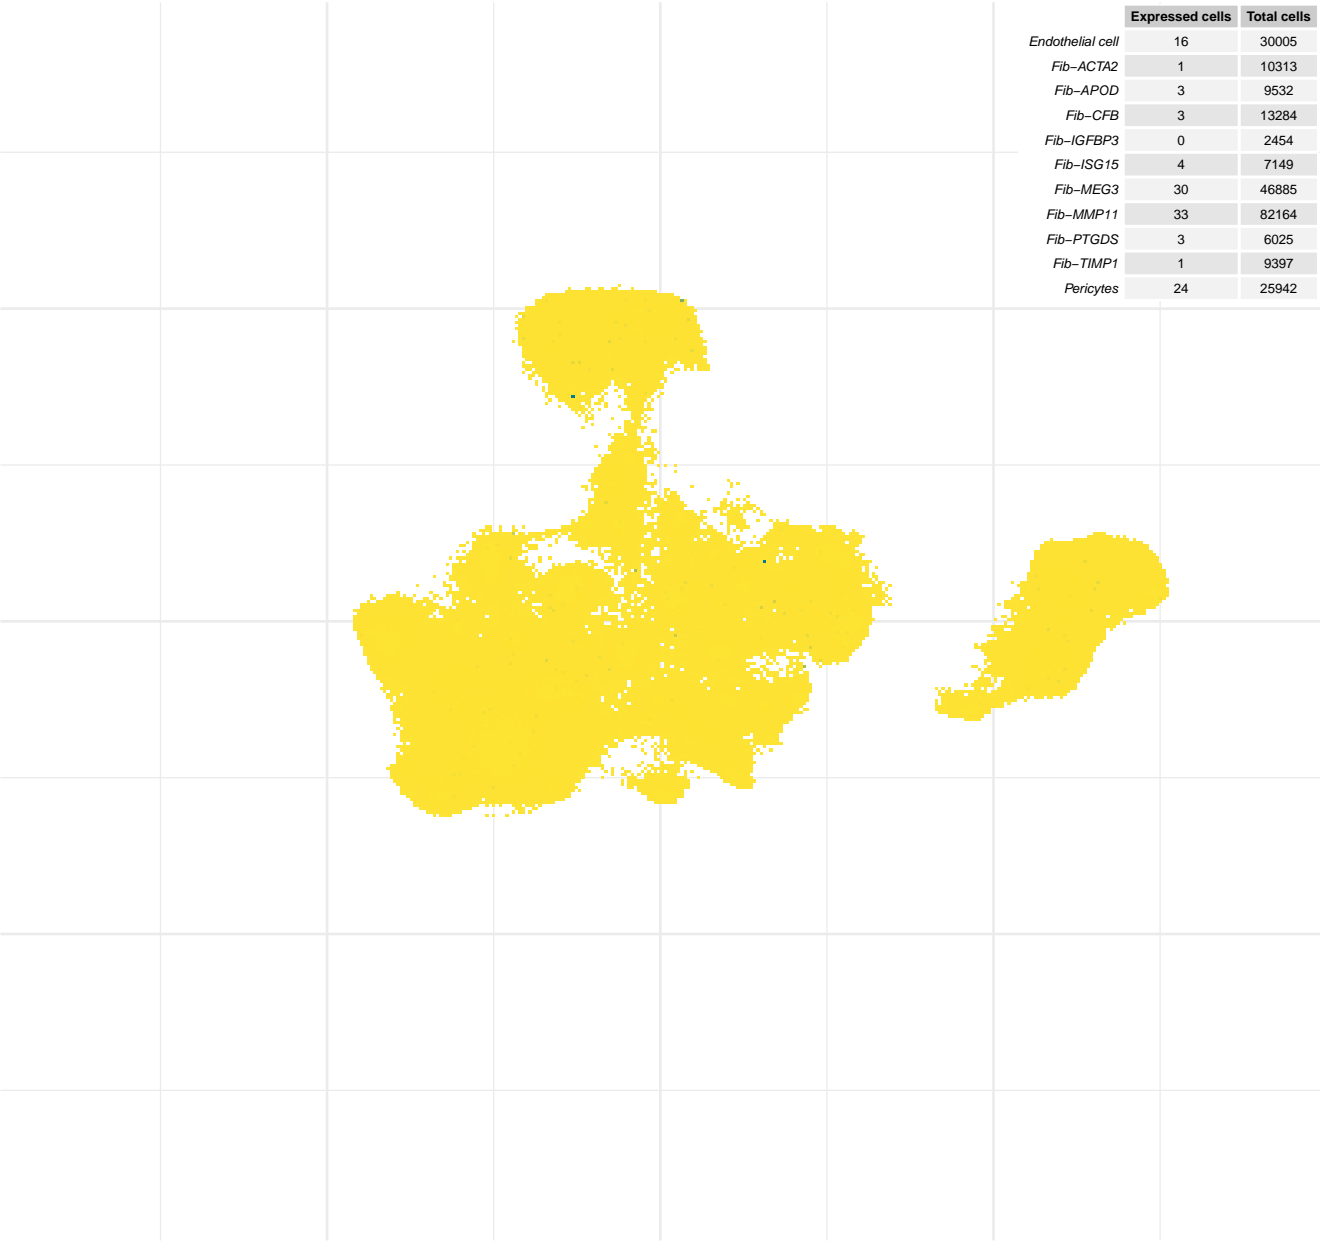 Expressed cells Total cells
Endothelial cell 16 30005
Fib−ACTA2 1 10313
Fib−APOD 3 9532
Fib−CFB 3 13284
Fib−IGFBP3 0 2454
Fib−ISG15 4 7149
Fib−MEG3 30 46885
Fib−MMP11 33 82164
Fib−PTGDS 3 6025
Fib−TIMP1 1 9397
Pericytes 24 25942